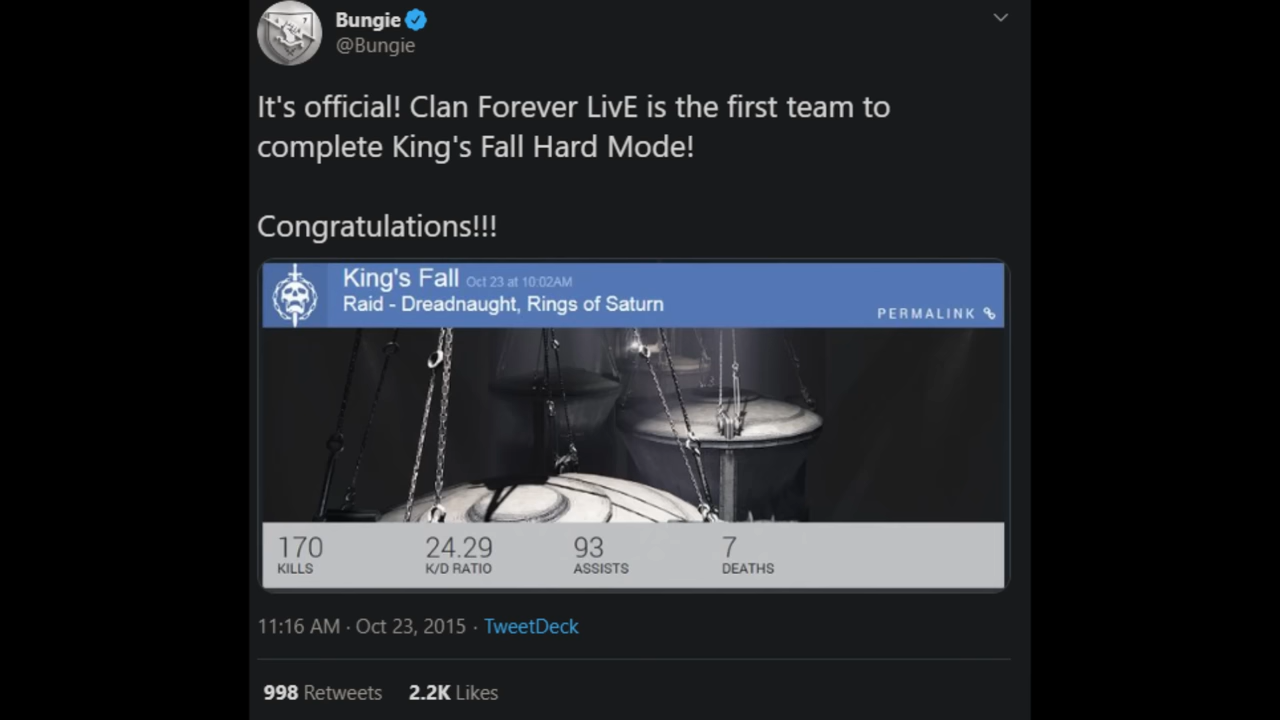 Bungie
@Bungie
It's official! Clan Forever LivE is the first team to
complete King's Fall Hard Mode!
Congratulations!!!
King's Fall Oct 23 at 10:02AM
Raid - Dreadnaught, Rings of Saturn
PERMALINK
170 24.29 93 7
KILLS K/D RATIO ASSISTS DEATHS
11:16 AM · Oct 23, 2015 · TweetDeck
998 Retweets 2.2K Likes